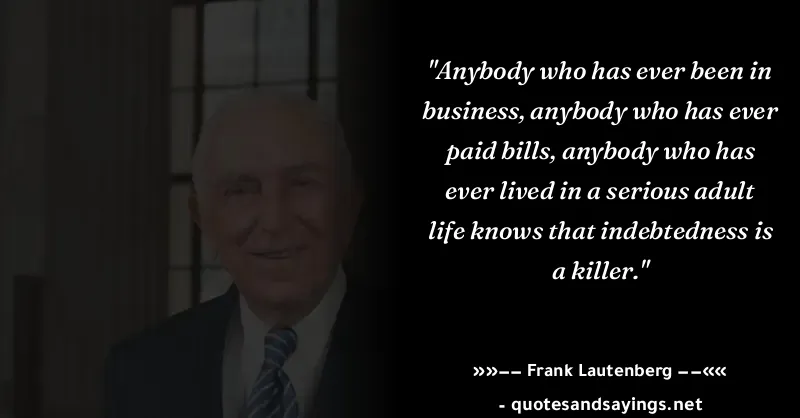 "Anybody who has ever been in
business, anybody who has ever
paid bills, anybody who has
ever lived in a serious adult
life knows that indebtedness is
a killer."
»»−− Frank Lautenberg −−««
- quotesandsayings.net